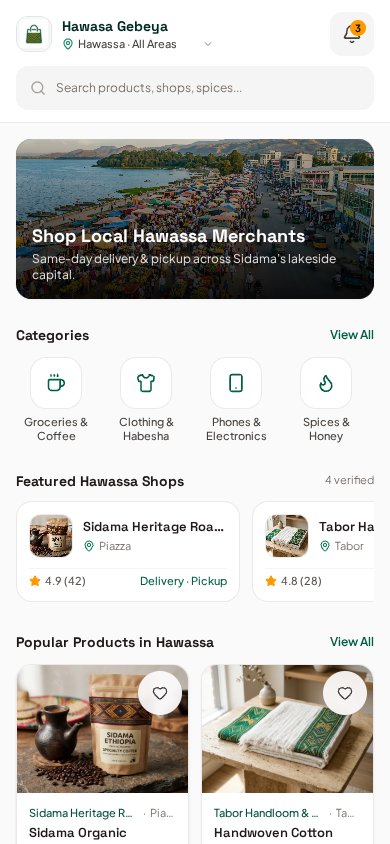 Hawasa Gebeya
Hawassa · All Areas
3
Search products, shops, spices...
Shop Local Hawassa Merchants
Same-day delivery & pickup across Sidama's lakeside
capital.
Categories
View All
Groceries &
Coffee
Clothing &
Habesha
Phones &
Electronics
Spices &
Honey
Featured Hawassa Shops
4 verified
Sidama Heritage Roa...
Piazza
4.9 (42)
Delivery · Pickup
Tabor Ha
Tabor
4.8 (28)
Popular Products in Hawassa
View All
SIDAMA
ETHIOPIA
SPECIALTY COFFEE
Sidama Heritage R... · Pia...
Sidama Organic
Tabor Handloom & ... · Ta...
Handwoven Cotton